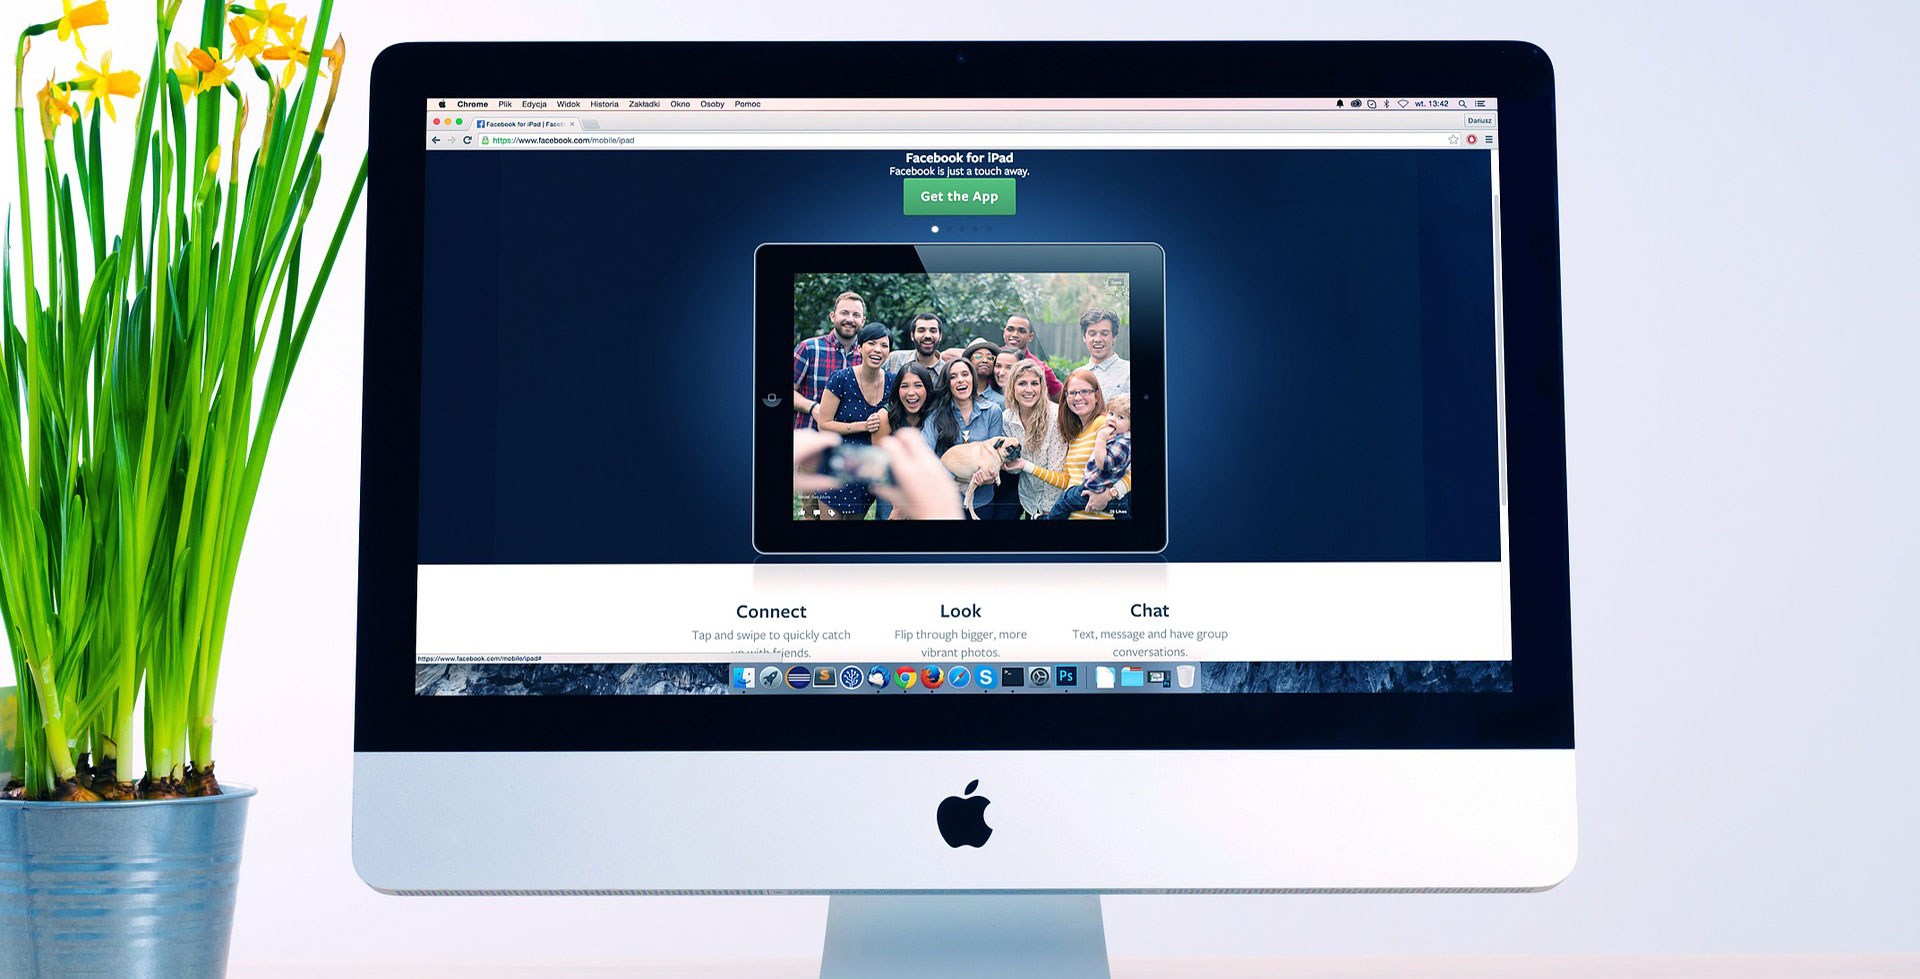 Chrome Plik Edycja Widok Historia Zakładki Okno Osoby Pomoc
wt. 13:42
Facebook for iPad | Faceb
Dariusz
https://www.facebook.com/mobile/ipad
Facebook for iPad
Facebook is just a touch away.
Get the App
Connect
Tap and swipe to quickly catch
up with friends.
Look
Flip through bigger, more
vibrant photos.
Chat
Text, message and have group
conversations.
https://www.facebook.com/mobile/ipad#
S
S
Ps